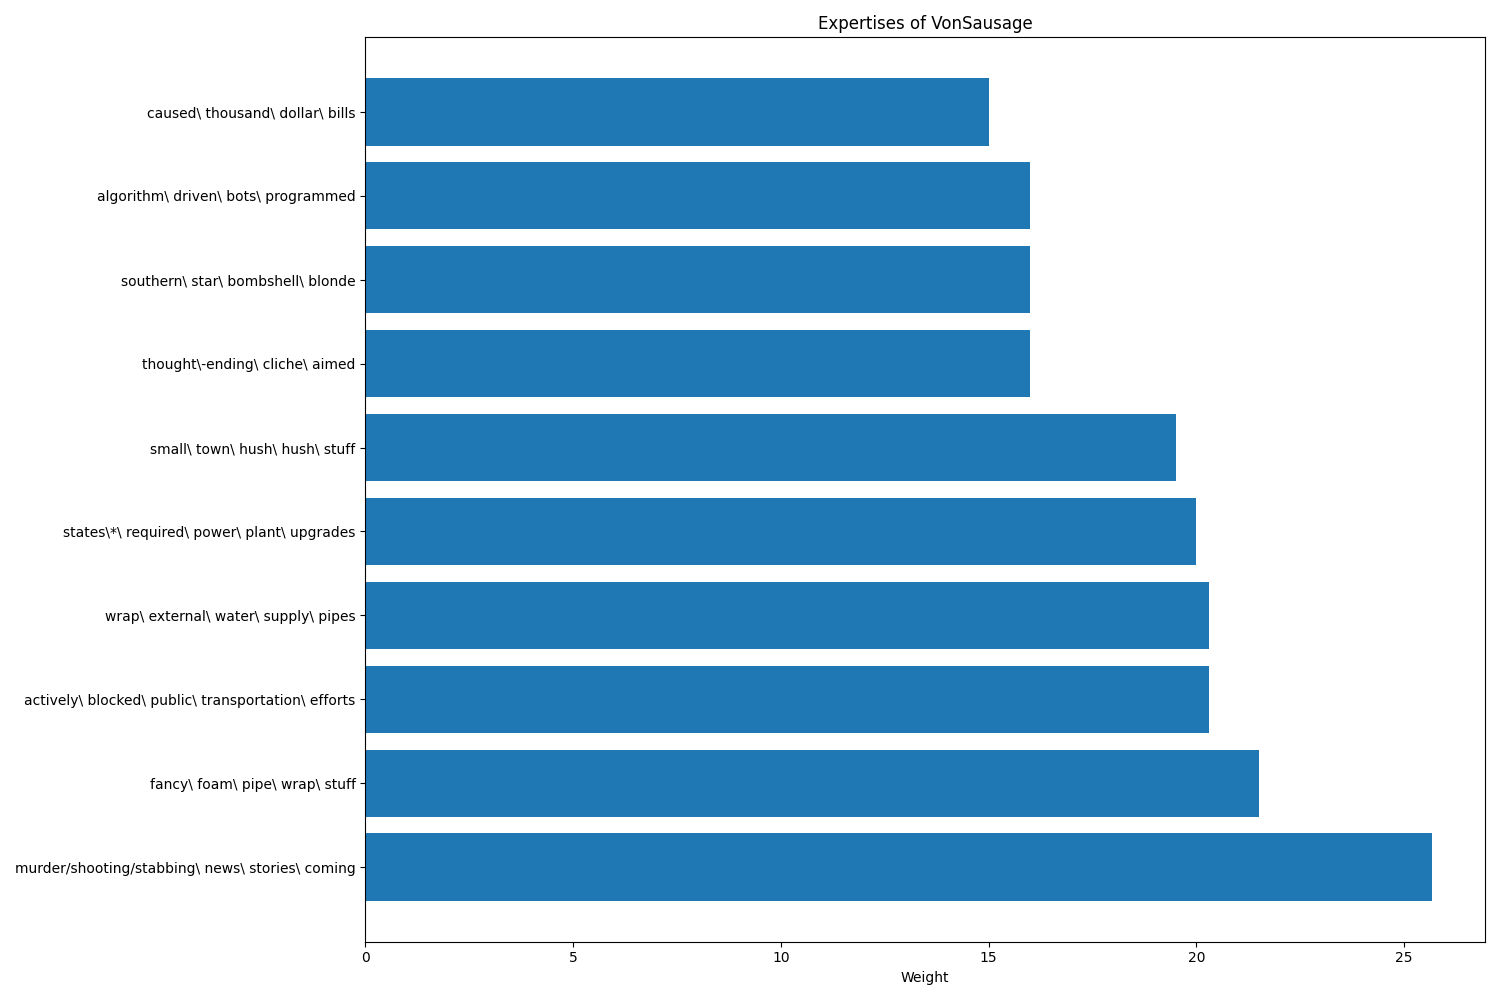 Expertises of VonSausage
caused\ thousand\ dollar\ bills
algorithm\ driven\ bots\ programmed
southern\ star\ bombshell\ blonde
thought\-ending\ cliche\ aimed
small\ town\ hush\ hush\ stuff
states\*\ required\ power\ plant\ upgrades
wrap\ external\ water\ supply\ pipes
actively\ blocked\ public\ transportation\ efforts
fancy\ foam\ pipe\ wrap\ stuff
murder/shooting/stabbing\ news\ stories\ coming
0 5 10 15 20 25
Weight